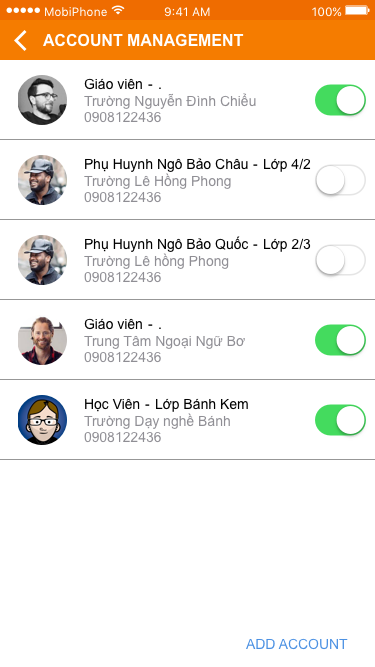 MobiPhone 9:41 AM 100%
ACCOUNT MANAGEMENT
Giáo viên - .
Trường Nguyễn Đình Chiểu
0908122436
Phụ Huynh Ngô Bảo Châu - Lớp 4/2
Trường Lê Hồng Phong
0908122436
Phụ Huynh Ngô Bảo Quốc - Lớp 2/3
Trường Lê hồng Phong
0908122436
Giáo viên - .
Trung Tâm Ngoại Ngữ Bơ
0908122436
Học Viên - Lớp Bánh Kem
Trường Dạy nghề Bánh
0908122436
ADD ACCOUNT